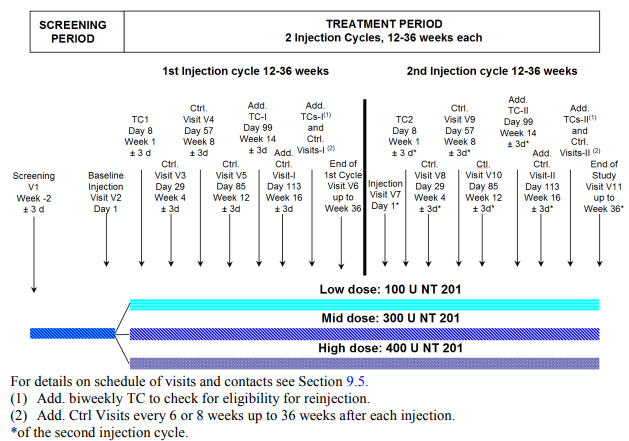 SCREENING
PERIOD
TREATMENT PERIOD
2 Injection Cycles, 12-36 weeks each
1st Injection cycle 12-36 weeks
2nd Injection cycle 12-36 weeks
Screening
V1
Week -2
± 3 d
Baseline
Injection
Visit V2
Day 1
TC1
Day 8
Week 1
± 3 d
Ctrl.
Visit V3
Day 29
Week 4
± 3d
Ctrl.
Visit V4
Day 57
Week 8
± 3d
Ctrl.
Visit V5
Day 85
Week 12
± 3d
Add.
TC-I
Day 99
Week 14
± 3d
Add.
Ctrl.
Visit-I
Day 113
Week 16
± 3d
Add.
TCs-I(1)
and
Ctrl.
Visits-I (2)
End of
1st Cycle
Visit V6
up to
Week 36
Injection
Visit V7
Day 1*
TC2
Day 8
Week 1
± 3 d*
Ctrl.
Visit V8
Day 29
Week 4
± 3d*
Ctrl.
Visit V9
Day 57
Week 8
± 3d*
Ctl.
Visit V10
Day 85
Week 12
± 3d*
Add.
TC-II
Day 99
Week 14
± 3d*
Add.
Ctrl.
Visit-II
Day 113
Week 16
± 3d*
Add.
TCs-II(1)
and
Ctrl.
Visits-II (2)
End of
Study
Visit V11
up to
Week 36*
Low dose: 100 U NT 201
Mid dose: 300 U NT 201
High dose: 400 U NT 201
For details on schedule of visits and contacts see Section 9.5.
(1) Add. biweekly TC to check for eligibility for reinjection.
(2) Add. Ctrl Visits every 6 or 8 weeks up to 36 weeks after each injection.
*of the second injection cycle.